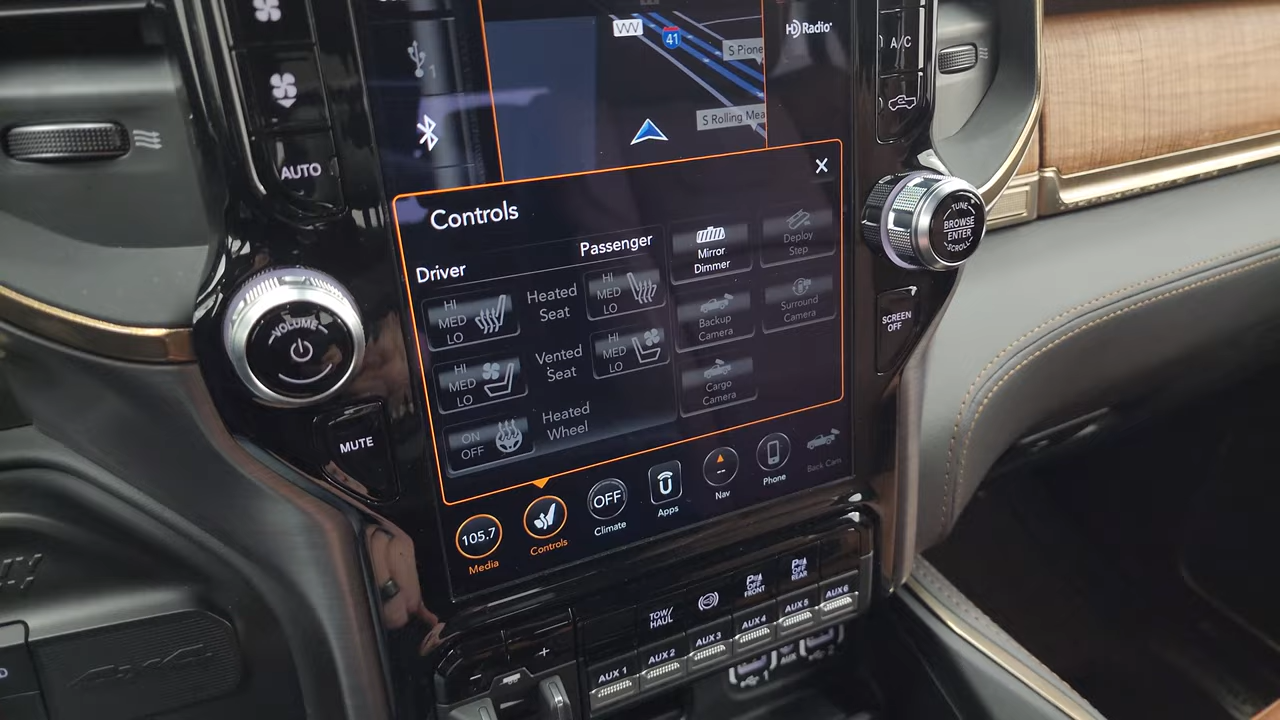 41
S Pione
S Rolling Mea
HD Radio
A/C
1
AUTO
Controls
Driver
Passenger
HI
MED
LO
Heated
Seat
HI
MED
LO
Mirror
Dimmer
Deploy
Step
HI
MED
LO
Vented
Seat
HI
MED
LO
Backup
Camera
Surround
Camera
ON
OFF
Heated
Wheel
Cargo
Camera
VOLUME
MUTE
TUNE
BROWSE
ENTER
SCROLL
SCREEN
OFF
105.7
Media
Controls
OFF
Climate
Apps
Nav
Phone
Back Cam
TOW/
HAUL
P
OFF
FRONT
P
OFF
REAR
+
-
AUX 1
AUX 2
AUX 3
AUX 4
AUX 5
AUX 6
1
AUX
2